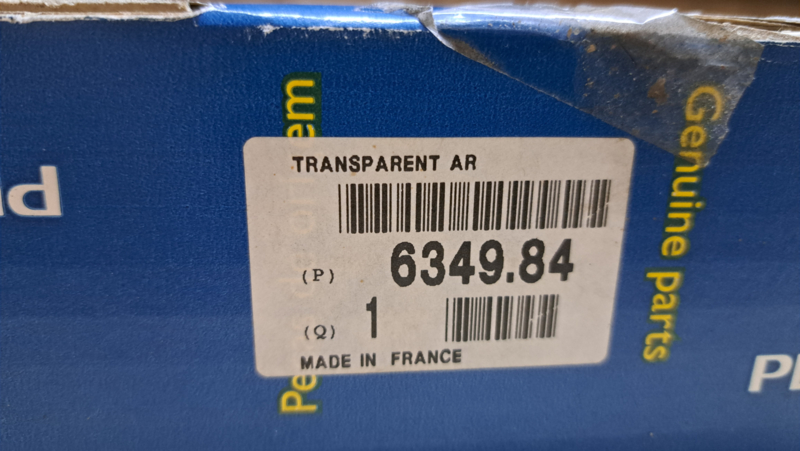 TRANSPARENT AR
(P) 6349.84
(Q) 1
MADE IN FRANCE
Genuine parts